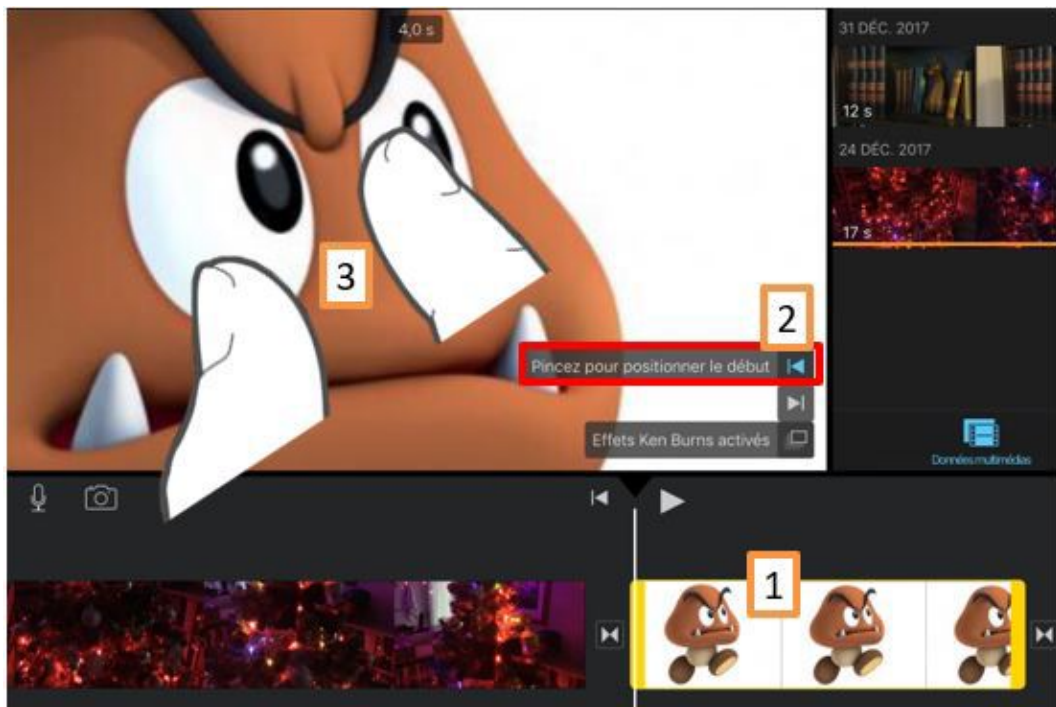 4,0 s
31 DÉC. 2017
12 s
24 DÉC. 2017
17 s
3
2
Pincez pour positionner le début
Effets Ken Burns activés
Données multimédias
1